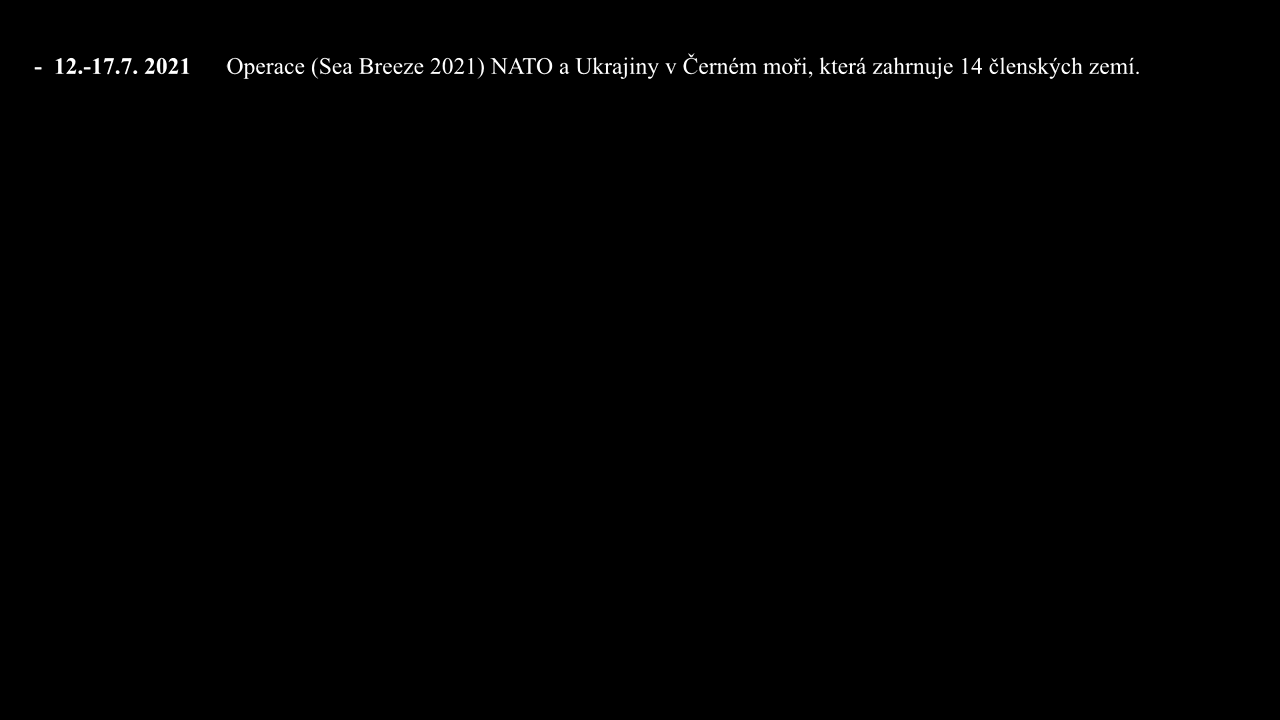 - 12.-17.7. 2021 Operace (Sea Breeze 2021) NATO a Ukrajiny v Černém moři, která zahrnuje 14 členských zemí.